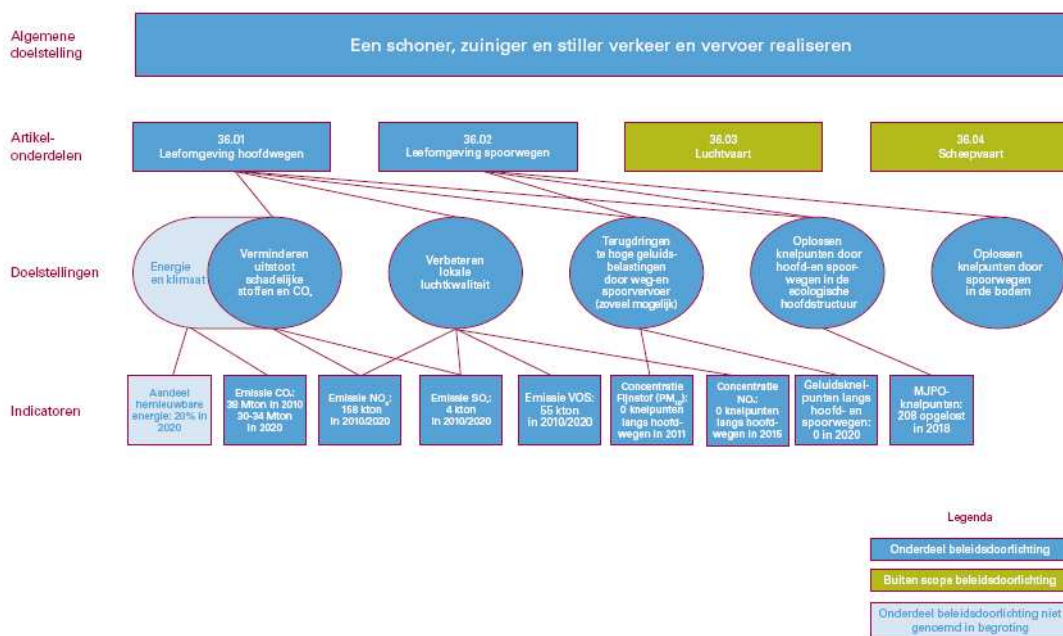 Algemene
doelstelling
Een schoner, zuiniger en stiller verkeer en vervoer realiseren
Artikel-
onderdelen
36.01
Leefomgeving hoofdwegen
36.02
Leefomgeving spoorwegen
36.03
Luchtvaart
36.04
Scheepvaart
Doelstellingen
Energie
en klimaat
Verminderen
uitstoot
schadelijke
stoffen en CO₂
Verbeteren
lokale
luchtkwaliteit
Terugdringen
te hoge geluids-
belastingen
door weg-en
spoorvervoer
(zoveel mogelijk)
Oplossen
knelpunten door
hoofd-en spoor-
wegen in de
ecologische
hoofdstructuur
Oplossen
knelpunten door
spoorwegen
in de bodem
Indicatoren
Aandeel
hernieuwbare
energie: 20% in
2020
Emissie CO₂:
38 Mton in 2010
30-34 Mton
in 2020
Emissie NOₓ:
158 kton
in 2010/2020
Emissie SO₂:
4 kton
in 2010/2020
Emissie VOS:
55 kton
in 2010/2020
Concentratie
Fijnstof (PM₁₀):
0 knelpunten
langs hoofd-
wegen in 2011
Concentratie
NO₂:
0 knelpunten
langs hoofd-
wegen in 2015
Geluidsknel-
punten langs
hoofd- en
spoorwegen:
0 in 2020
MJPO-
knelpunten:
208 opgelost
in 2018
Legenda
Onderdeel beleidsdoorlichting
Buiten scope beleidsdoorlichting
Onderdeel beleidsdoorlichting niet
genoemd in begroting